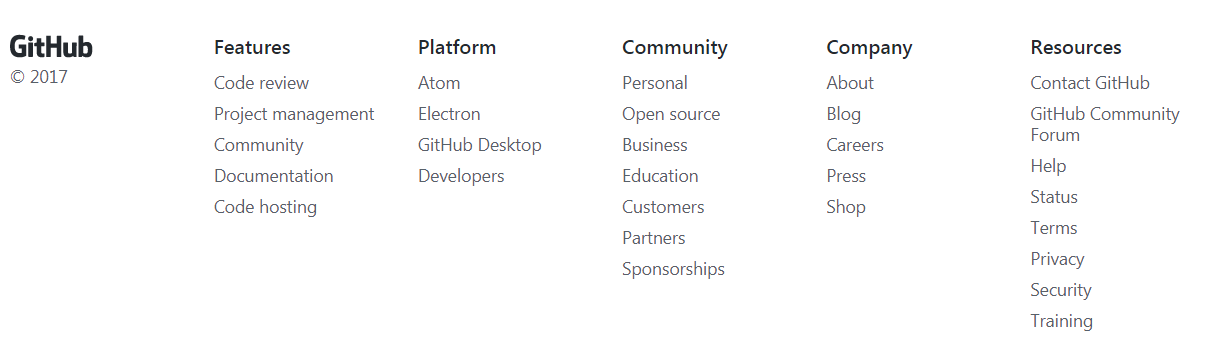 GitHub
© 2017
Features
Code review
Project management
Community
Documentation
Code hosting
Platform
Atom
Electron
GitHub Desktop
Developers
Community
Personal
Open source
Business
Education
Customers
Partners
Sponsorships
Company
About
Blog
Careers
Press
Shop
Resources
Contact GitHub
GitHub Community
Forum
Help
Status
Terms
Privacy
Security
Training